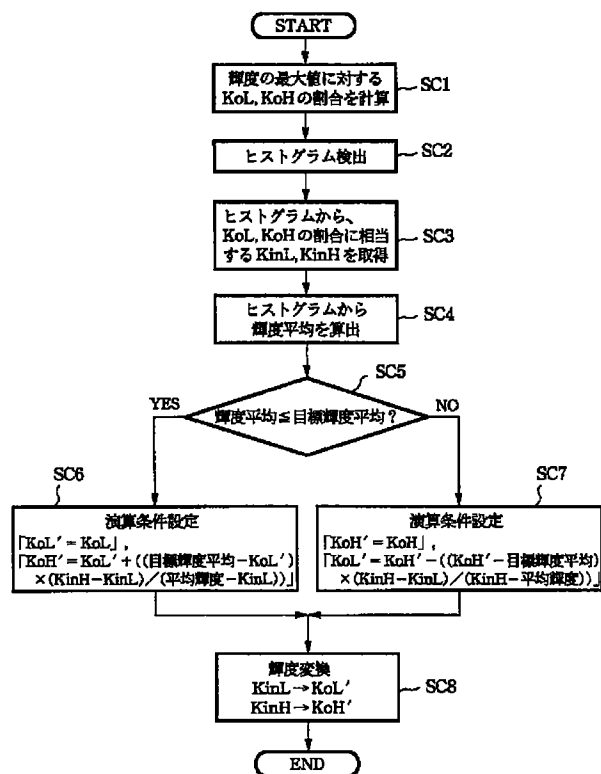 START
輝度の最大値に対する
KoL, KoHの割合を計算
SC1
ヒストグラム検出
SC2
ヒストグラムから、
KoL, KoHの割合に相当
するKinL, KinHを取得
SC3
ヒストグラムから
輝度平均を算出
SC4
SC5
輝度平均≦目標輝度平均?
YES
NO
SC6
演算条件設定
「KoL′=KoL」,
「KoH′=KoL′+((目標輝度平均-KoL′)
×(KinH-KinL)/(平均輝度-KinL))」
SC7
演算条件設定
「KoH′=KoH」,
「KoL′=KoH′-((KoH′-目標輝度平均)
×(KinH-KinL)/(KinH-平均輝度))」
輝度変換
KinL→KoL′
KinH→KoH′
SC8
END